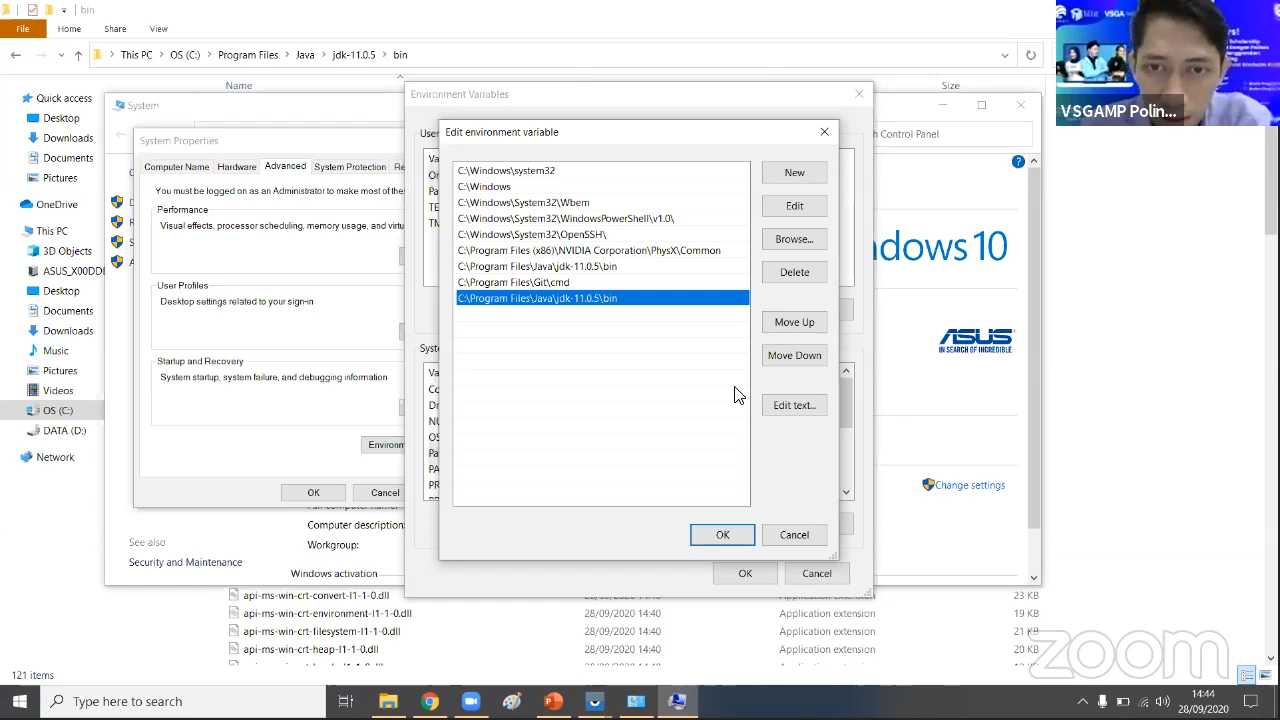 bin
File
Home
Share
View
This PC
OS (C:)
Program Files
Java
jdk-11.0.5
bin
Name
Size
Quick access
Desktop
Downloads
Documents
Pictures
OneDrive
This PC
3D Objects
ASUS_X00DD
Desktop
Documents
Downloads
Music
Pictures
Videos
OS (C:)
DATA (D:)
Network
System
Control Panel
System Properties
Computer Name
Hardware
Advanced
System Protection
Re
You must be logged on as an Administrator to make most of the
Performance
Visual effects, processor scheduling, memory usage, and virtu
User Profiles
Desktop settings related to your sign-in
Startup and Recovery
System startup, system failure, and debugging information
Environm
OK
Cancel
Environment Variables
Edit environment variable
C:\Windows\system32
C:\Windows
C:\Windows\System32\Wbem
C:\Windows\System32\WindowsPowerShell\v1.0\
C:\Windows\System32\OpenSSH\
C:\Program Files (x86)\NVIDIA Corporation\PhysX\Common
C:\Program Files\Java\jdk-11.0.5\bin
C:\Program Files\Git\cmd
C:\Program Files\Java\jdk-11.0.5\bin
New
Edit
Browse...
Delete
Move Up
Move Down
Edit text...
OK
Cancel
OK
Cancel
ndows 10
ASUS
IN SEARCH OF INCREDIBLE
Change settings
Computer description:
Workgroup:
Windows activation
See also
Security and Maintenance
api-ms-win-crt-conver-l1-1-0.dll 28/09/2020 14:40 Application extension 23 KB
api-ms-win-crt-environment-l1-1-0.dll 28/09/2020 14:40 Application extension 19 KB
api-ms-win-crt-filesystem-l1-1-0.dll 28/09/2020 14:40 Application extension 21 KB
api-ms-win-crt-heap-l1-1-0.dll 28/09/2020 14:40 Application extension 20 KB
121 items
VSGA
VSGAMP Polin...
zoom
Type here to search
14:44
28/09/2020